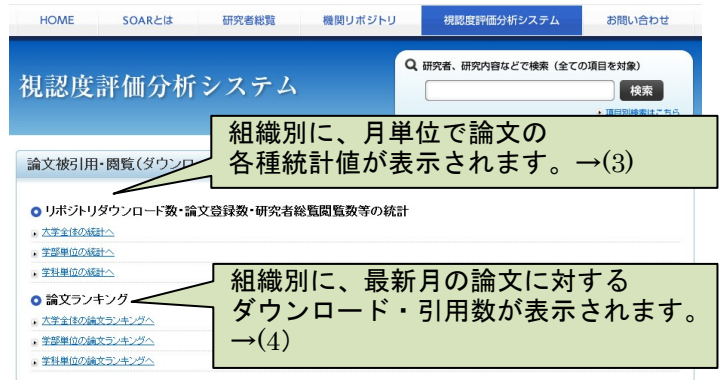 HOME SOARとは 研究者総覧 機関リポジトリ 視認度評価分析システム お問い合わせ
視認度評価分析システム
研究者、研究内容などで検索（全ての項目を対象）
検索
項目別検索はこちら
組織別に、月単位で論文の
各種統計値が表示されます。→(3)
論文被引用・閲覧(ダウンロ
リポジトリダウンロード数・論文登録数・研究者総覧閲覧数等の統計
大学全体の統計へ
学部単位の統計へ
学科単位の統計へ
組織別に、最新月の論文に対する
ダウンロード・引用数が表示されます。
→(4)
論文ランキング
大学全体の論文ランキングへ
学部単位の論文ランキングへ
学科単位の論文ランキングへ